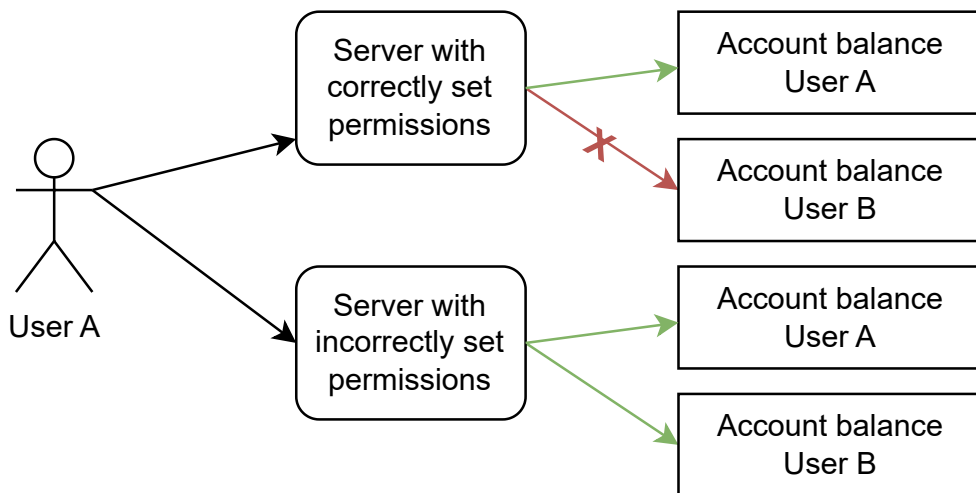 Server with
correctly set
permissions
Account balance
User A
Account balance
User B
User A
Server with
incorrectly set
permissions
Account balance
User A
Account balance
User B